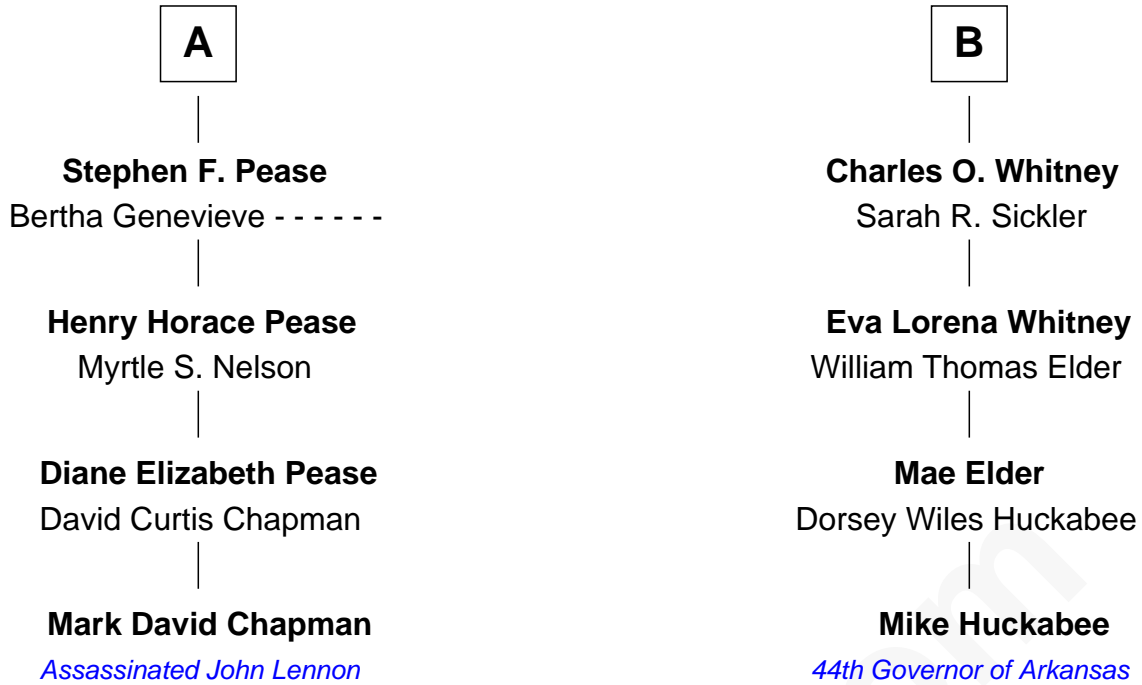 A
Stephen F. Pease
Bertha Genevieve - - - - - -
Henry Horace Pease
Myrtle S. Nelson
Diane Elizabeth Pease
David Curtis Chapman
Mark David Chapman
Assassinated John Lennon
B
Charles O. Whitney
Sarah R. Sickler
Eva Lorena Whitney
William Thomas Elder
Mae Elder
Dorsey Wiles Huckabee
Mike Huckabee
44th Governor of Arkansas